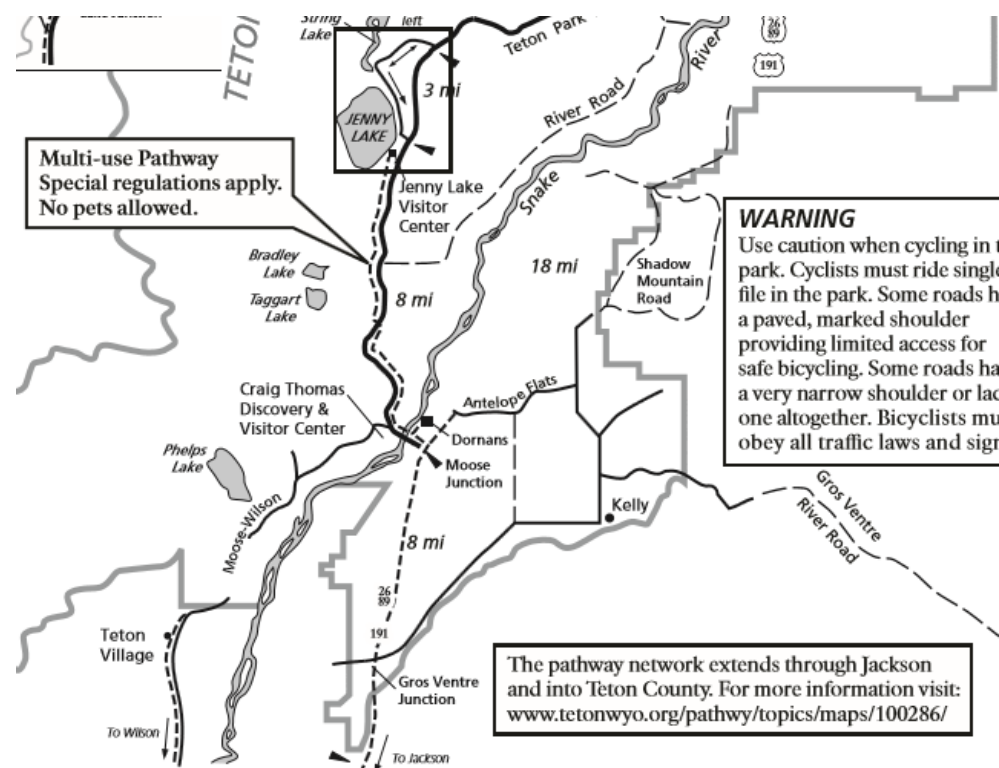 String
Lake
left
TETON
Teton Park
26
89
191
River
River Road
3 mi
JENNY
LAKE
Multi-use Pathway
Special regulations apply.
No pets allowed.
Jenny Lake
Visitor
Center
Snake
WARNING
Use caution when cycling in
park. Cyclists must ride single
file in the park. Some roads
a paved, marked shoulder
providing limited access for
safe bicycling. Some roads
a very narrow shoulder or
one altogether. Bicyclists
obey all traffic laws and
Bradley
Lake
Taggart
Lake
18 mi
Shadow
Mountain
Road
8 mi
Craig Thomas
Discovery &
Visitor Center
Antelope Flats
Dornans
Moose
Junction
Phelps
Lake
Moose-Wilson
Kelly
Gros Ventre
River Road
8 mi
26
89
191
Teton
Village
Gros Ventre
Junction
The pathway network extends through Jackson
and into Teton County. For more information visit:
www.tetonwyo.org/pathwy/topics/maps/100286/
To Wilson
To Jackson